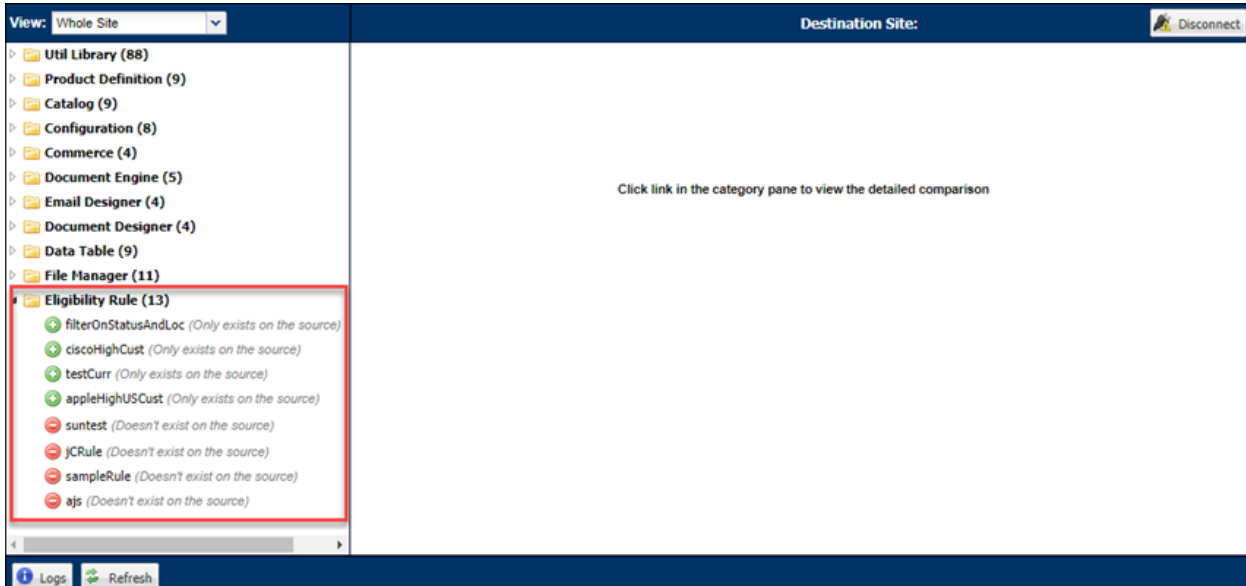 View: Whole Site
Destination Site:
Disconnect
Util Library (88)
Product Definition (9)
Catalog (9)
Configuration (8)
Commerce (4)
Document Engine (5)
Email Designer (4)
Document Designer (4)
Data Table (9)
File Manager (11)
Eligibility Rule (13)
filterOnStatusAndLoc (Only exists on the source)
ciscoHighCust (Only exists on the source)
testCurr (Only exists on the source)
appleHighUSCust (Only exists on the source)
suntest (Doesn't exist on the source)
jCRule (Doesn't exist on the source)
sampleRule (Doesn't exist on the source)
ajs (Doesn't exist on the source)
Click link in the category pane to view the detailed comparison
Logs
Refresh